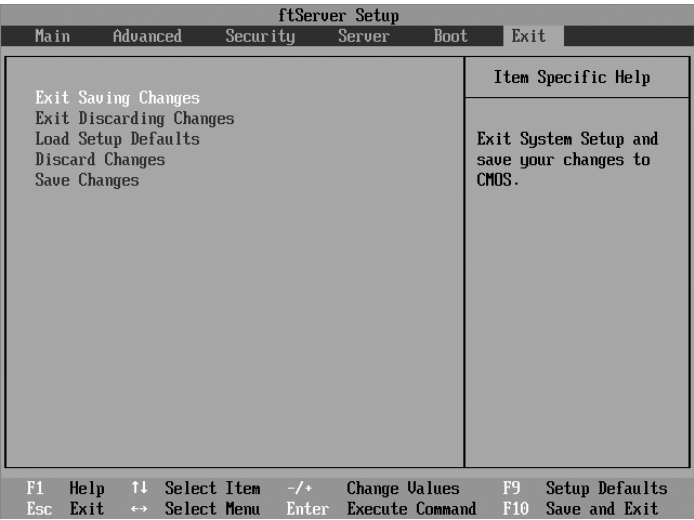 ftServer Setup
Main Advanced Security Server Boot Exit
Item Specific Help
Exit Saving Changes
Exit Discarding Changes
Load Setup Defaults
Discard Changes
Save Changes
Exit System Setup and
save your changes to
CMOS.
F1 Help ↑↓ Select Item -/+ Change Values F9 Setup Defaults
Esc Exit ↔ Select Menu Enter Execute Command F10 Save and Exit